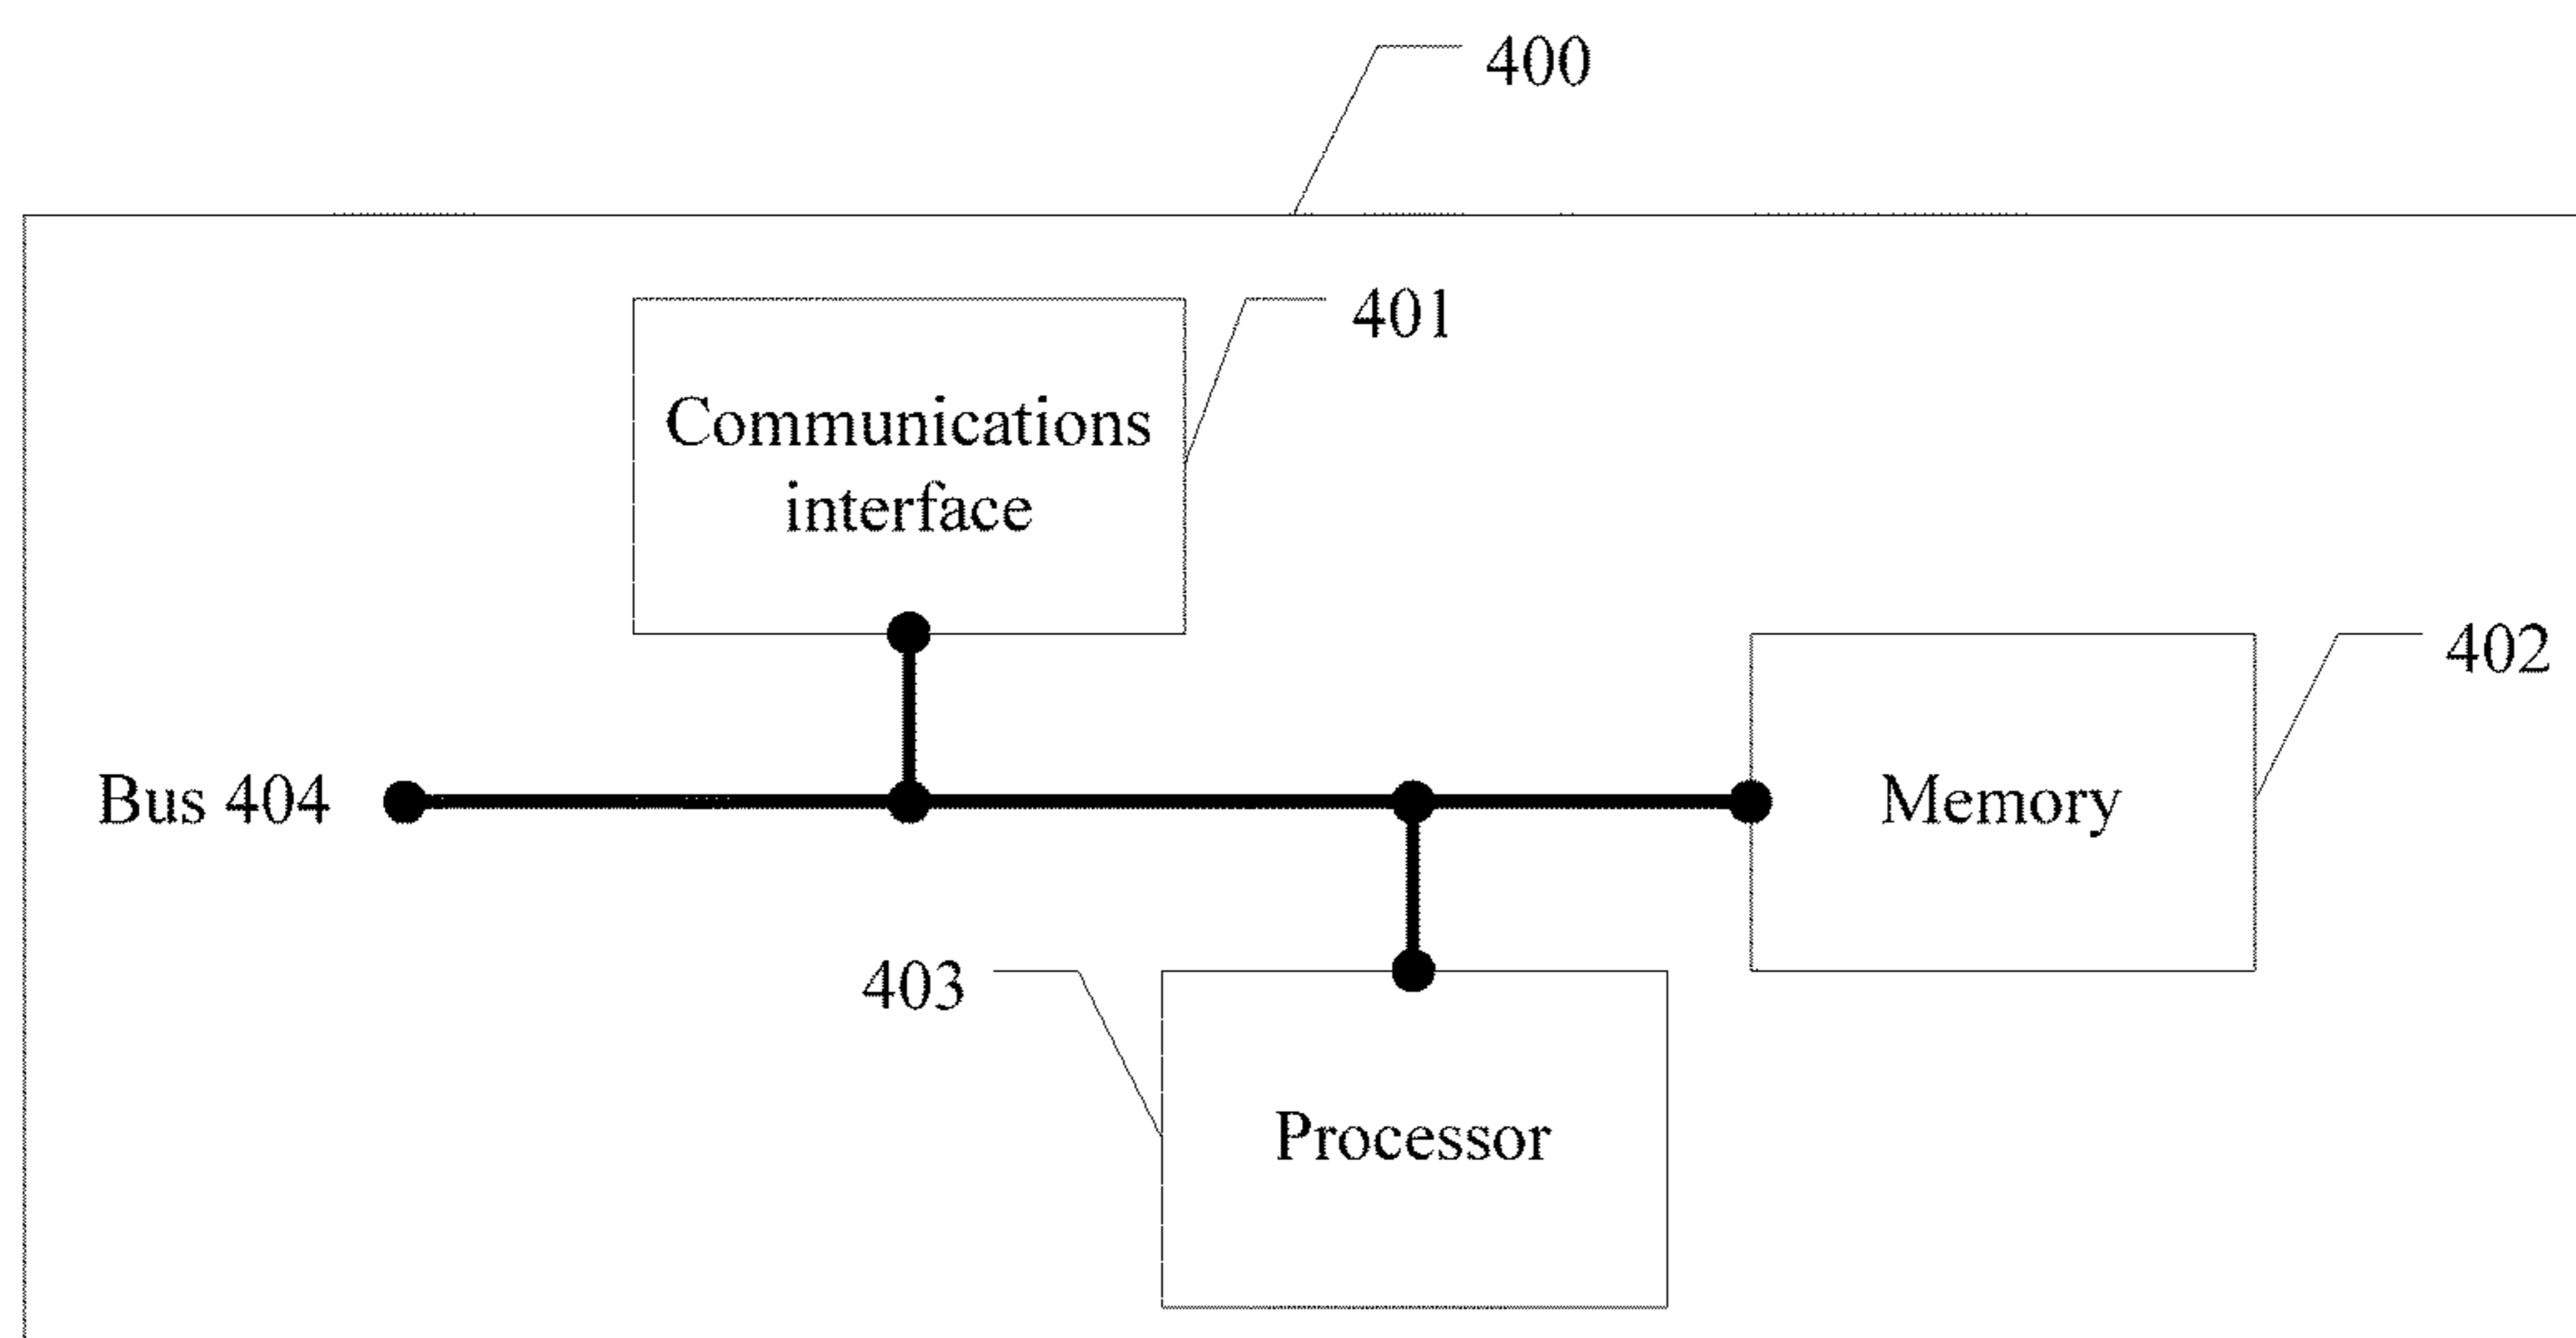 400
401
Communications
interface
402
Bus 404
Memory
403
Processor